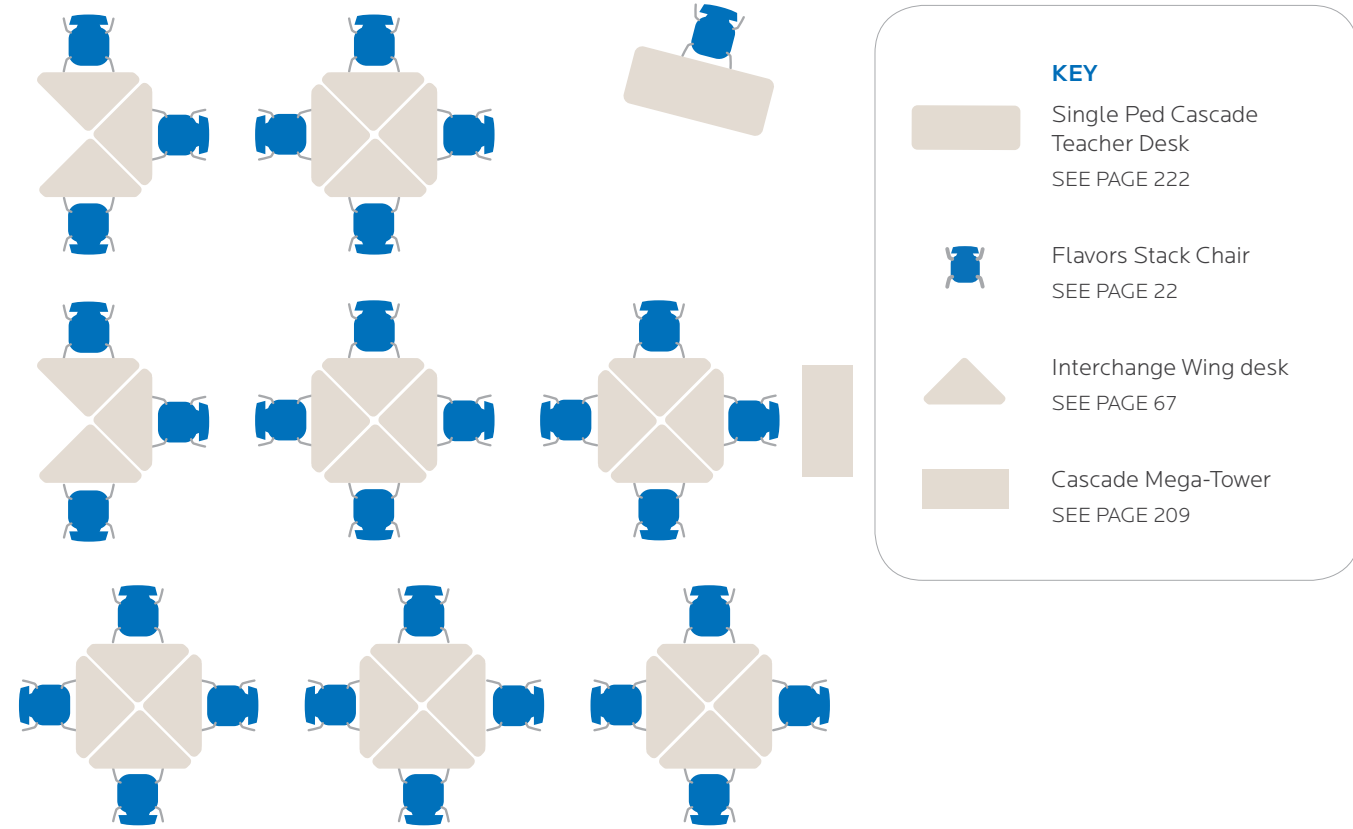 KEY
Single Ped Cascade
Teacher Desk
SEE PAGE 222
Flavors Stack Chair
SEE PAGE 22
Interchange Wing desk
SEE PAGE 67
Cascade Mega-Tower
SEE PAGE 209